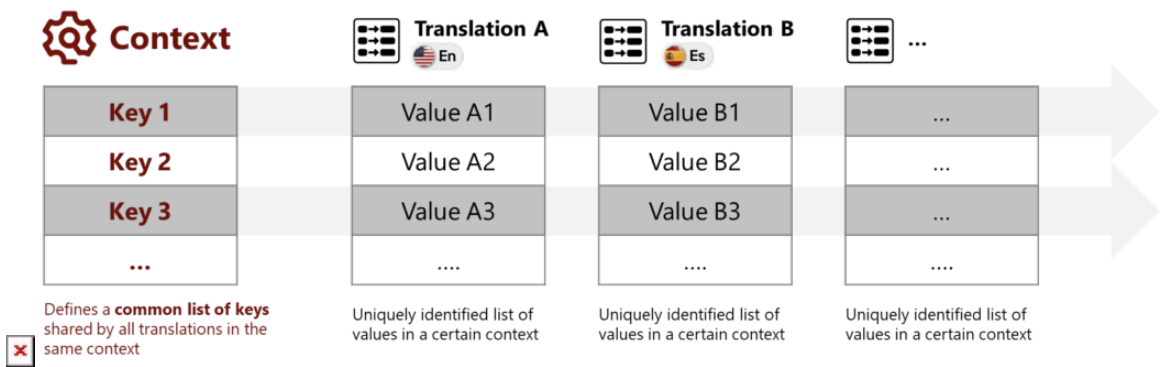 Context
Translation A
En
Translation B
Es
...
Key 1
Value A1
Value B1
...
Key 2
Value A2
Value B2
...
Key 3
Value A3
Value B3
...
...
....
....
....
Defines a common list of keys
shared by all translations in the
same context
Uniquely identified list of
values in a certain context
Uniquely identified list of
values in a certain context
Uniquely identified list of
values in a certain context